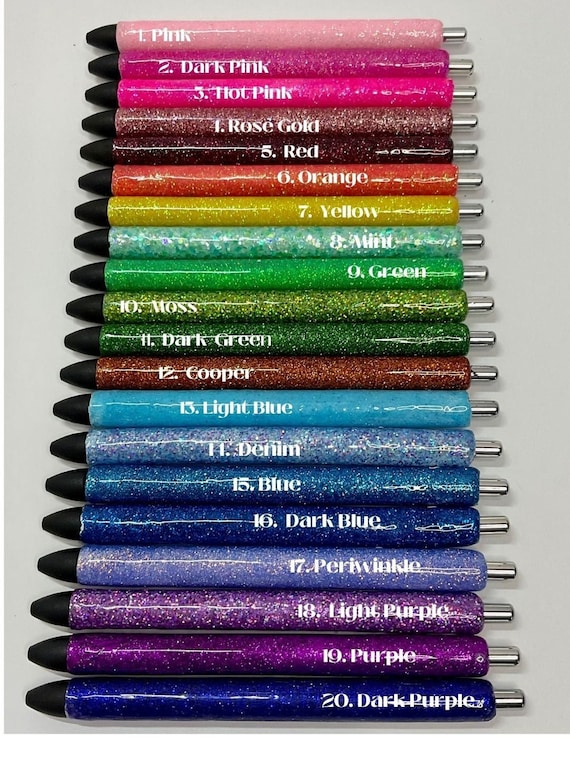 1. Pink
2. Dark Pink
3. Hot Pink
4. Rose Gold
5. Red
6. Orange
7. Yellow
8. Mint
9. Green
10. Moss
11. Dark Green
12. Cooper
13. Light Blue
14. Denim
15. Blue
16. Dark Blue
17. Periwinkle
18. Light Purple
19. Purple
20. Dark Purple